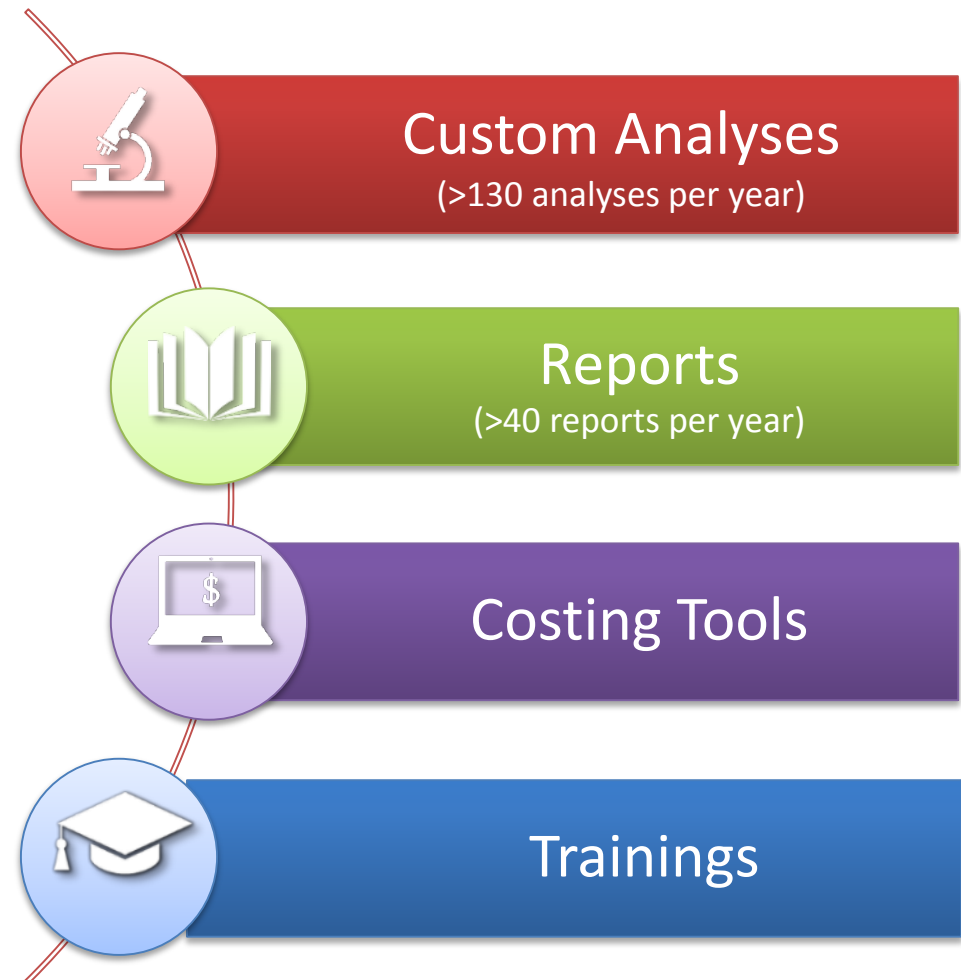 Custom Analyses
(>130 analyses per year)
Reports
(>40 reports per year)
$
Costing Tools
Trainings